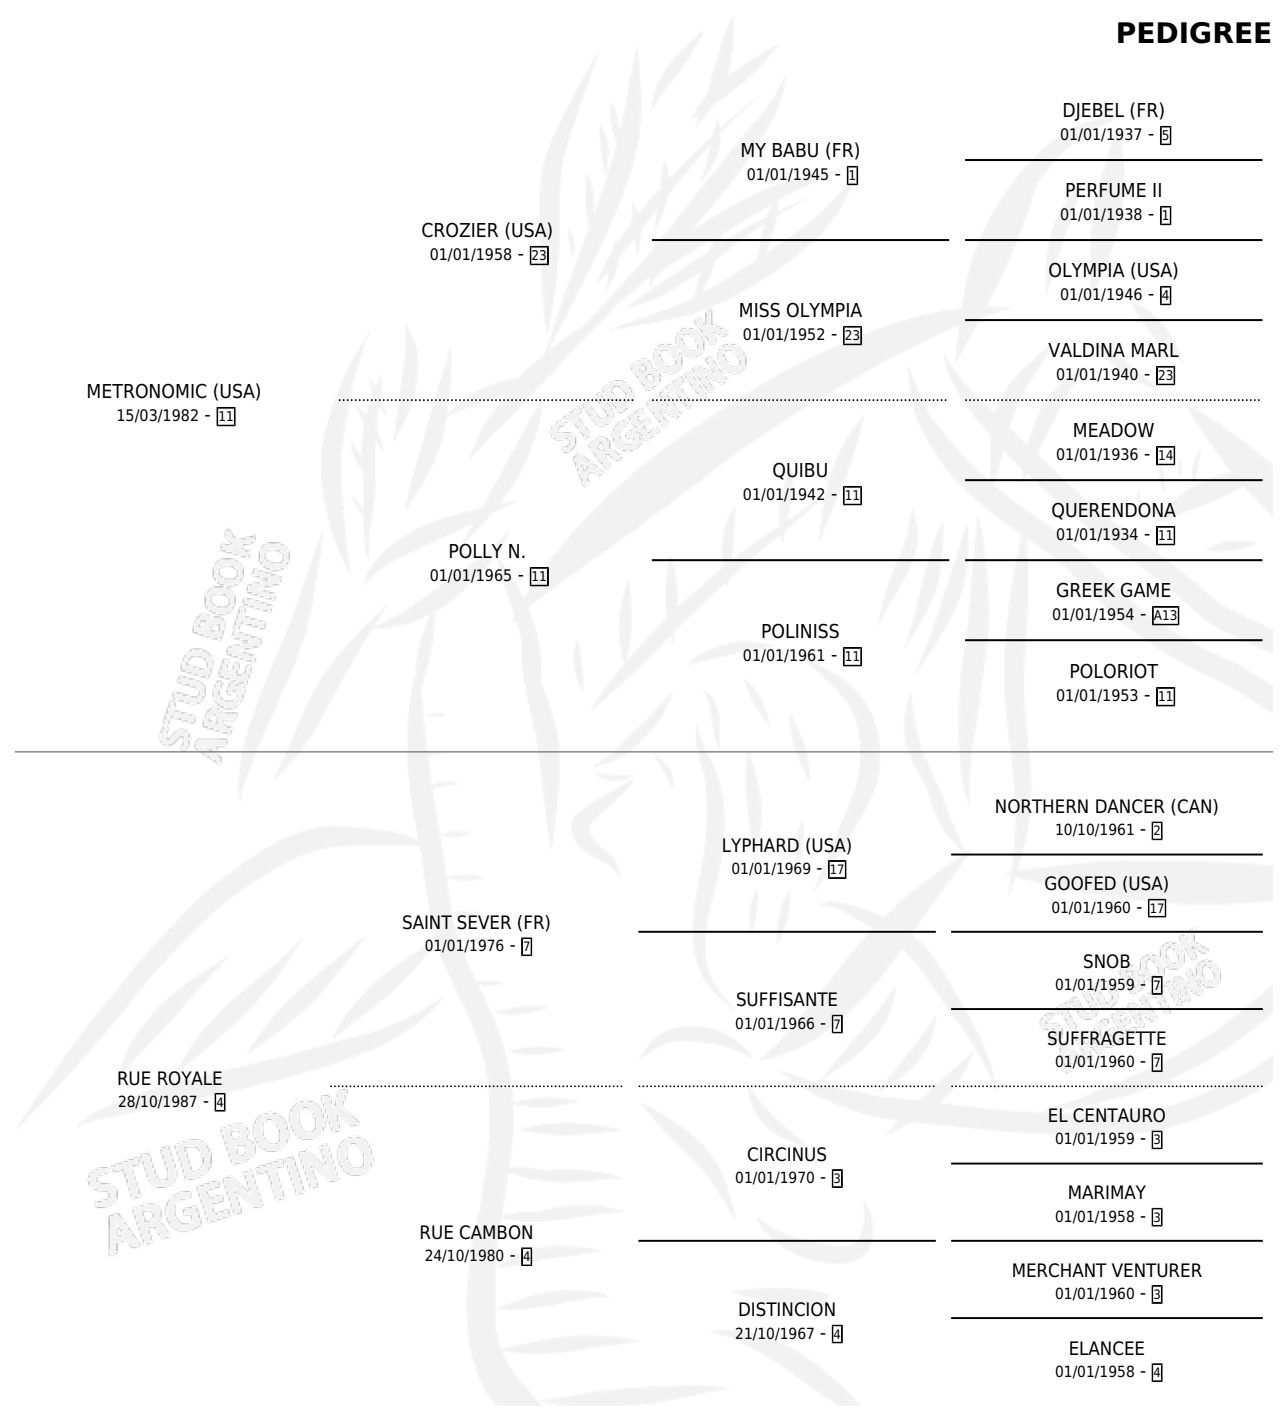 PEDIGREE
DJEBEL (FR)
01/01/1937 - 5
MY BABU (FR)
01/01/1945 - 1
PERFUME II
01/01/1938 - 1
CROZIER (USA)
01/01/1958 - 23
OLYMPIA (USA)
01/01/1946 - 4
MISS OLYMPIA
01/01/1952 - 23
VALDINA MARL
01/01/1940 - 23
METRONOMIC (USA)
15/03/1982 - 11
MEADOW
01/01/1936 - 14
QUIBU
01/01/1942 - 11
QUERENDONA
01/01/1934 - 11
POLLY N.
01/01/1965 - 11
GREEK GAME
01/01/1954 - A13
POLINISS
01/01/1961 - 11
POLORIOT
01/01/1953 - 11
NORTHERN DANCER (CAN)
10/10/1961 - 2
LYPHARD (USA)
01/01/1969 - 17
GOOFED (USA)
01/01/1960 - 17
SAINT SEVER (FR)
01/01/1976 - 7
SNOB
01/01/1959 - 7
SUFFISANTE
01/01/1966 - 7
SUFFRAGETTE
01/01/1960 - 7
RUE ROYALE
28/10/1987 - 4
EL CENTAURO
01/01/1959 - 3
CIRCINUS
01/01/1970 - 3
MARIMAY
01/01/1958 - 3
RUE CAMBON
24/10/1980 - 4
MERCHANT VENTURER
01/01/1960 - 3
DISTINCION
21/10/1967 - 4
ELANCEE
01/01/1958 - 4
STUD BOOK
ARGENTINO
STUD BOOK
ARGENTINO
STUD BOOK
ARGENTINO
STUD BOOK
ARGENTINO